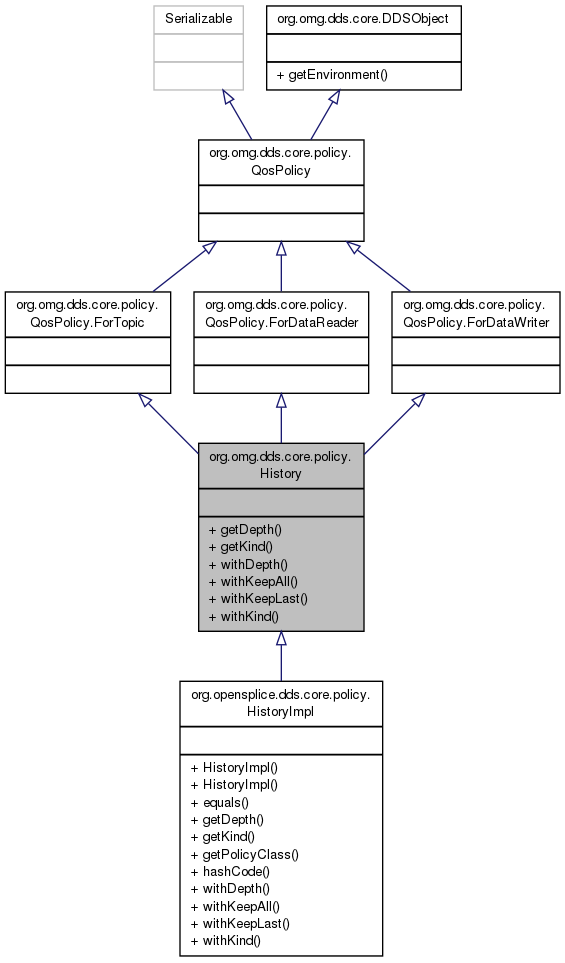 Serializable
org.omg.dds.core.DDSObject
+ getEnvironment()
org.omg.dds.core.policy.
QosPolicy
org.omg.dds.core.policy.
QosPolicy.ForTopic
org.omg.dds.core.policy.
QosPolicy.ForDataReader
org.omg.dds.core.policy.
QosPolicy.ForDataWriter
org.omg.dds.core.policy.
History
+ getDepth()
+ getKind()
+ withDepth()
+ withKeepAll()
+ withKeepLast()
+ withKind()
org.opensplice.dds.core.policy.
HistoryImpl
+ HistoryImpl()
+ HistoryImpl()
+ equals()
+ getDepth()
+ getKind()
+ getPolicyClass()
+ hashCode()
+ withDepth()
+ withKeepAll()
+ withKeepLast()
+ withKind()